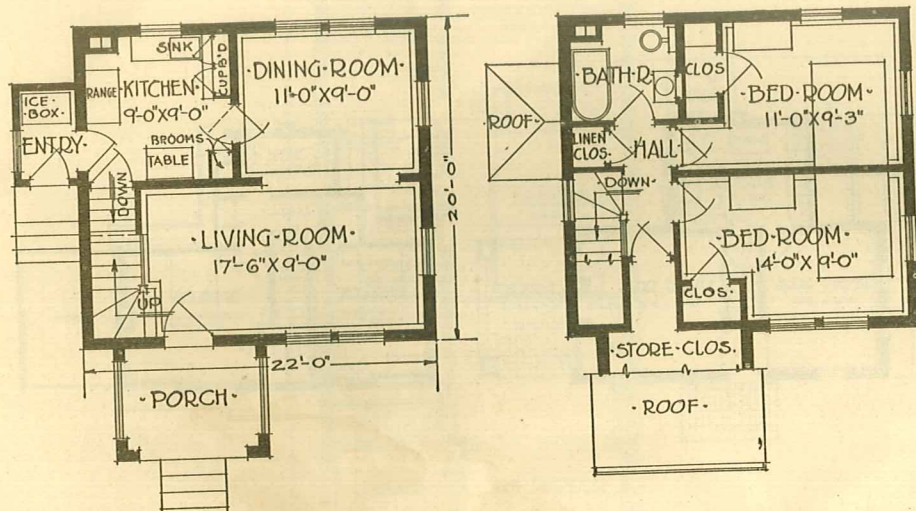 SINK
CUPB'D
·DINING·ROOM·
11'-0"X9'-0"
RANGE
·KITCHEN·
9'-0"X9'-0"
ICE·
·BOX·
·ENTRY·
BROOMS
TABLE
DOWN
·LIVING·ROOM·
17'-6"X9'-0"
UP
20'-0"
22'-0"
·PORCH·
·BATH·R·
CLOS
·BED·ROOM·
11'-0"X9'-3"
·ROOF·
LINEN
CLOS.
·HALL·
·DOWN·
·BED·ROOM·
14'-0"X9'-0"
·CLOS·
·STORE·CLOS.
·ROOF·